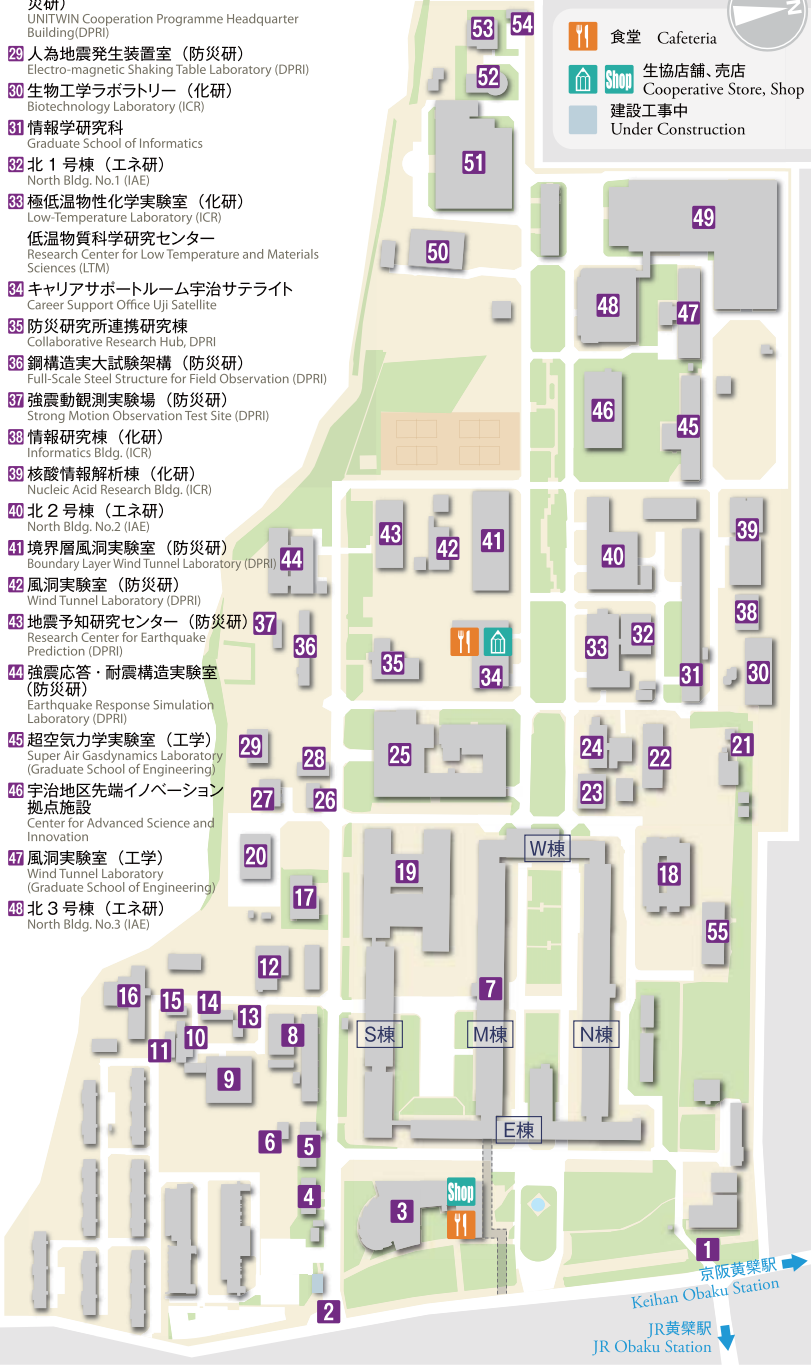 災研）
UNITWIN Cooperation Programme Headquarter
Building(DPRI)
29 人為地震発生装置室（防災研）
Electro-magnetic Shaking Table Laboratory (DPRI)
30 生物工学ラボラトリー（化研）
Biotechnology Laboratory (ICR)
31 情報学研究科
Graduate School of Informatics
32 北1号棟（エネ研）
North Bldg. No.1 (IAE)
33 極低温物性化学実験室（化研）
Low-Temperature Laboratory (ICR)
低温物質科学研究センター
Research Center for Low Temperature and Materials
Sciences (LTM)
34 キャリアサポートルーム宇治サテライト
Career Support Office Uji Satellite
35 防災研究所連携研究棟
Collaborative Research Hub, DPRI
36 鋼構造実大試験架構（防災研）
Full-Scale Steel Structure for Field Observation (DPRI)
37 強震動観測実験場（防災研）
Strong Motion Observation Test Site (DPRI)
38 情報研究棟（化研）
Informatics Bldg. (ICR)
39 核酸情報解析棟（化研）
Nucleic Acid Research Bldg. (ICR)
40 北2号棟（エネ研）
North Bldg. No.2 (IAE)
41 境界層風洞実験室（防災研）
Boundary Layer Wind Tunnel Laboratory (DPRI)
42 風洞実験室（防災研）
Wind Tunnel Laboratory (DPRI)
43 地震予知研究センター（防災研）
Research Center for Earthquake
Prediction (DPRI)
44 強震応答・耐震構造実験室
（防災研）
Earthquake Response Simulation
Laboratory (DPRI)
45 超空気力学実験室（工学）
Super Air Gasdynamics Laboratory
(Graduate School of Engineering)
46 宇治地区先端イノベーション
拠点施設
Center for Advanced Science and
Innovation
47 風洞実験室（工学）
Wind Tunnel Laboratory
(Graduate School of Engineering)
48 北3号棟（エネ研）
North Bldg. No.3 (IAE)
N
食堂 Cafeteria
Shop 生協店舗、売店
Cooperative Store, Shop
建設工事中
Under Construction
53 54
52
51
49
50
48 47
46 45
43 42 41 40 39
44
37 36 35 34 33 32 31 38 30
29 28 25 24 22 21
27 26 23
W棟
20 19 18
17 55
12
16 15 14 13 7
11 10 8 S棟 M棟 N棟
9
6 5 E棟
4 3 Shop
1
2
京阪黄檗駅
Keihan Obaku Station
JR黄檗駅
JR Obaku Station